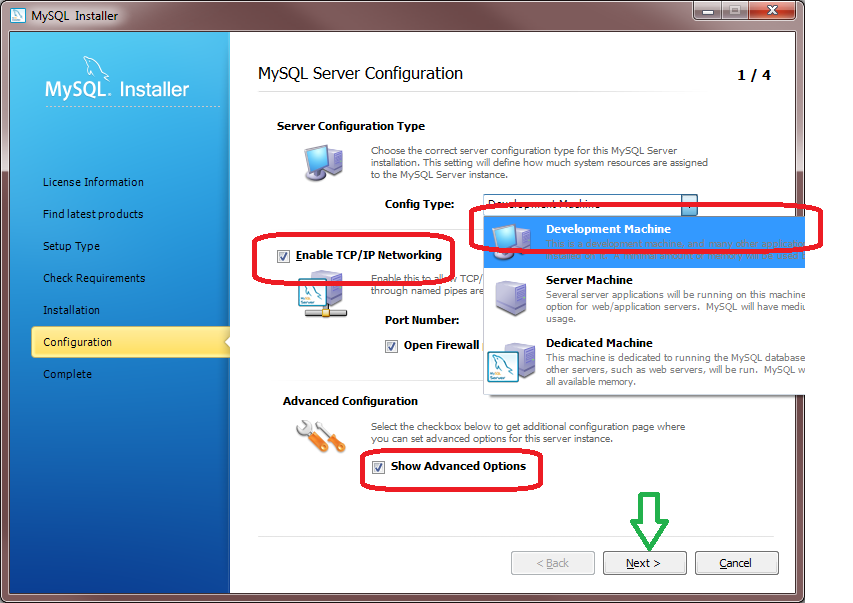 MySQL Installer
MySQL Installer
License Information
Find latest products
Setup Type
Check Requirements
Installation
Configuration
Complete
MySQL Server Configuration
1 / 4
Server Configuration Type
Choose the correct server configuration type for this MySQL Server
installation. This setting will define how much system resources are assigned
to the MySQL Server instance.
Config Type:
Development Machine
Development Machine
This is a development machine, and many other
Server Machine
Several server applications will be running on this machine
option for web/application servers. MySQL will have
usage.
Dedicated Machine
This machine is dedicated to running the MySQL database
other servers, such as web servers, will be run. MySQL
all available memory.
Enable TCP/IP Networking
Enable this to allow TCP/
through named pipes are
Port Number:
Open Firewall
Advanced Configuration
Select the checkbox below to get additional configuration page where
you can set advanced options for this server instance.
Show Advanced Options
< Back
Next >
Cancel